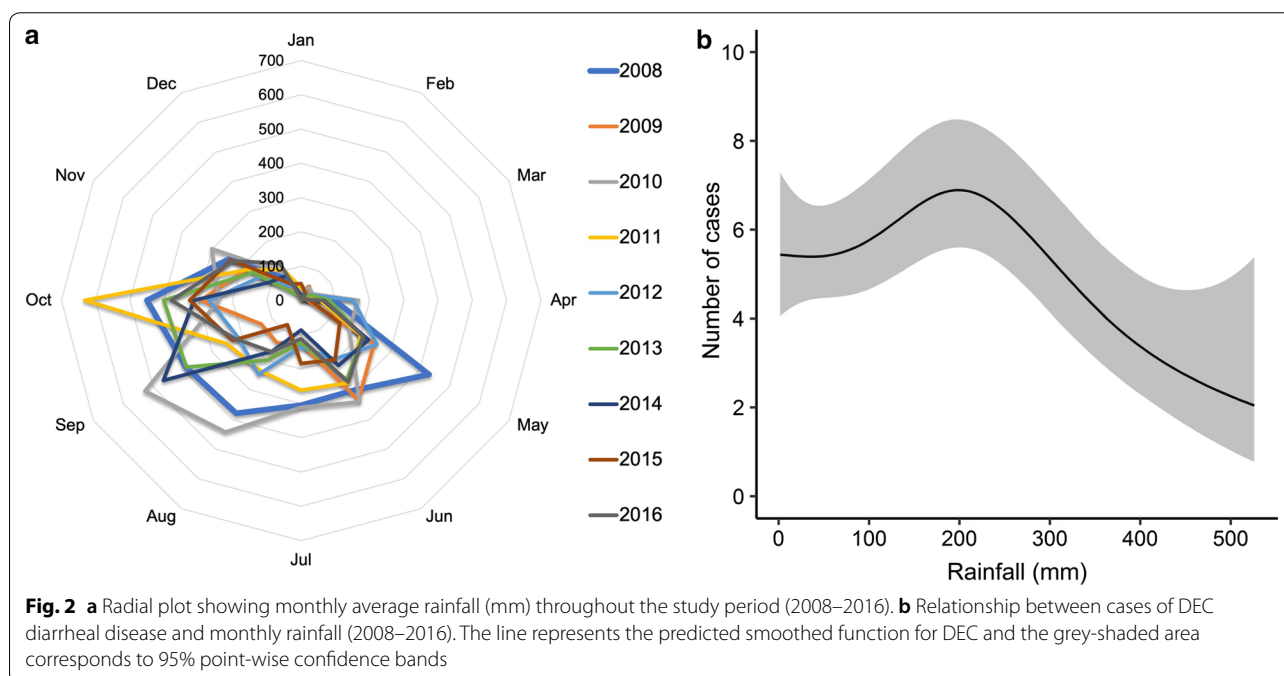 a
Jan
700
600
500
400
300
200
100
0
Feb
Mar
Apr
May
Jun
Jul
Aug
Sep
Oct
Nov
Dec
2008
2009
2010
2011
2012
2013
2014
2015
2016
b
10
8
6
4
2
0
Number of cases
0 100 200 300 400 500
Rainfall (mm)
Fig. 2 a Radial plot showing monthly average rainfall (mm) throughout the study period (2008–2016). b Relationship between cases of DEC
diarrheal disease and monthly rainfall (2008–2016). The line represents the predicted smoothed function for DEC and the grey-shaded area
corresponds to 95% point-wise confidence bands